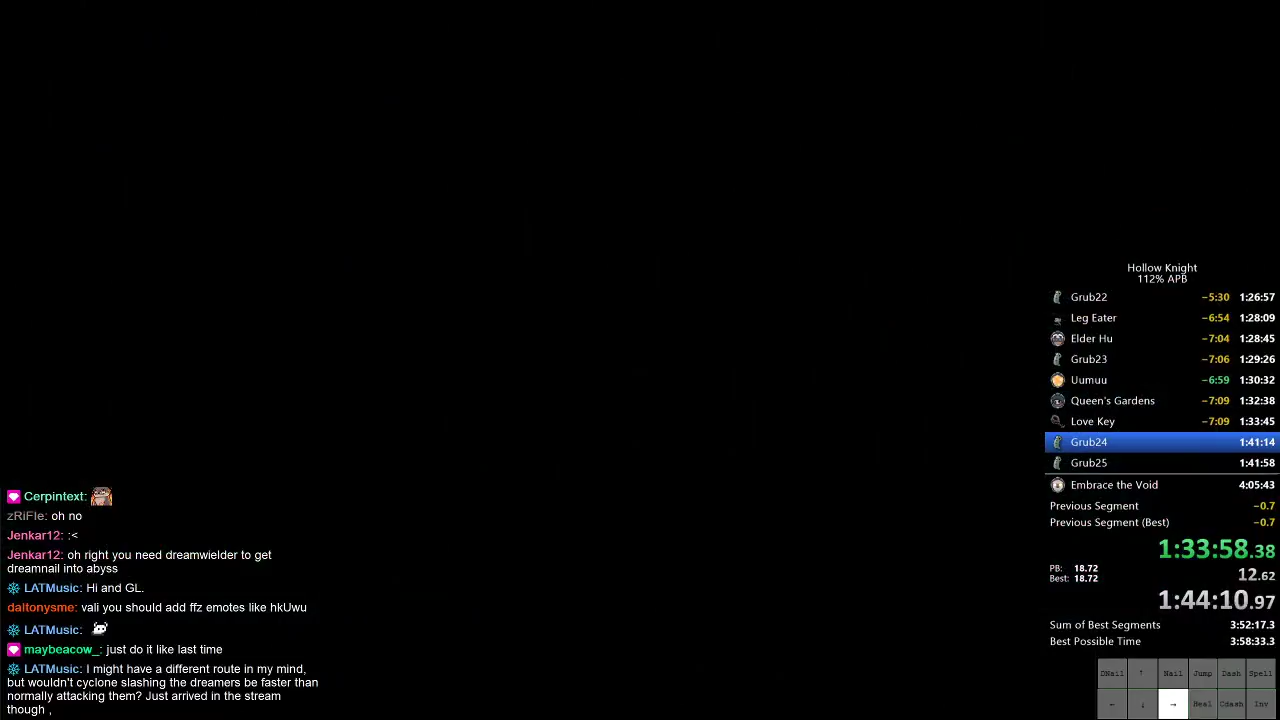 Hollow Knight
112% APB
Grub22 −5:30 1:26:57
Leg Eater −6:54 1:28:09
Elder Hu −7:04 1:28:45
Grub23 −7:06 1:29:26
Uumuu −6:59 1:30:32
Queen's Gardens −7:09 1:32:38
Love Key −7:09 1:33:45
Grub24 1:41:14
Grub25 1:41:58
Embrace the Void 4:05:43
Previous Segment −0.7
Previous Segment (Best) −0.7
1:33:58.38
PB: 18.72
Best: 18.72
12.62
1:44:10.97
Sum of Best Segments 3:52:17.3
Best Possible Time 3:58:33.3
DNail ↑ Nail Jump Dash Spell
← ↓ → Heal Cdash Inv
Cerpintext:
zRiFle: oh no
Jenkar12: :<
Jenkar12: oh right you need dreamwielder to get
dreamnail into abyss
LATMusic: Hi and GL.
daltonysme: vali you should add ffz emotes like hkUwu
LATMusic:
maybeacow_: just do it like last time
LATMusic: I might have a different route in my mind,
but wouldn't cyclone slashing the dreamers be faster than
normally attacking them? Just arrived in the stream
though ,